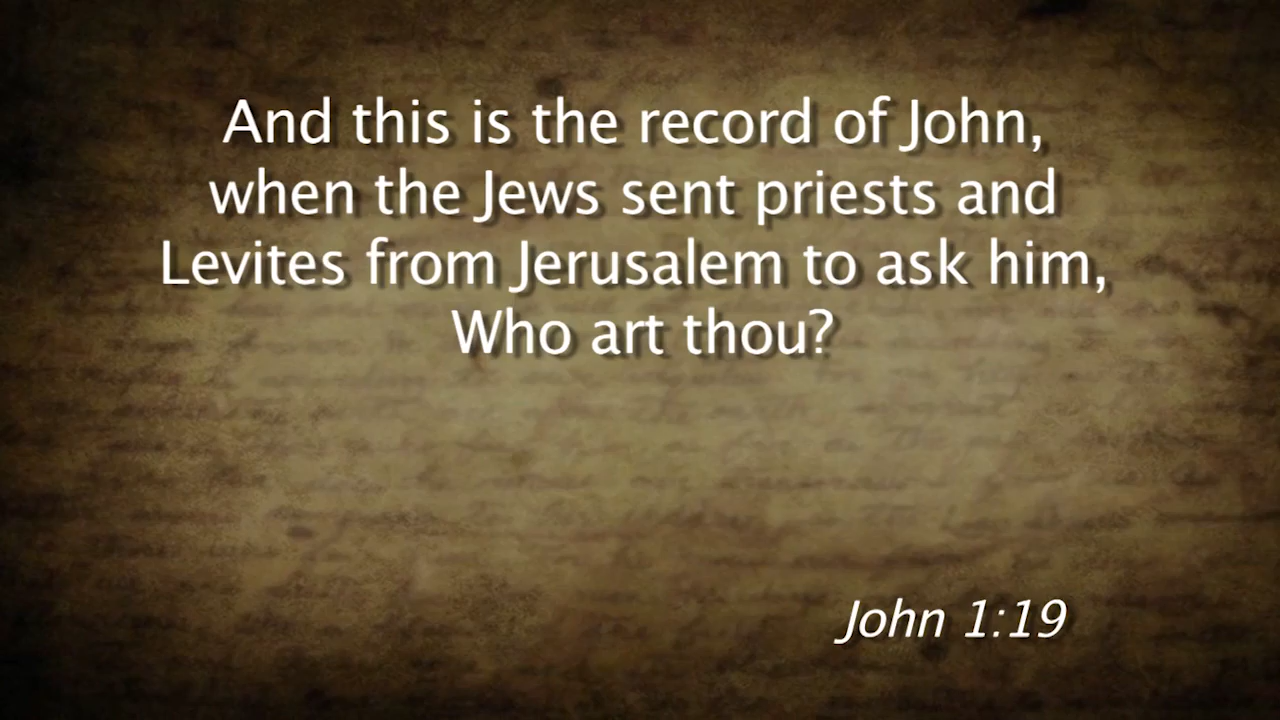 And this is the record of John,
when the Jews sent priests and
Levites from Jerusalem to ask him,
Who art thou?
John 1:19